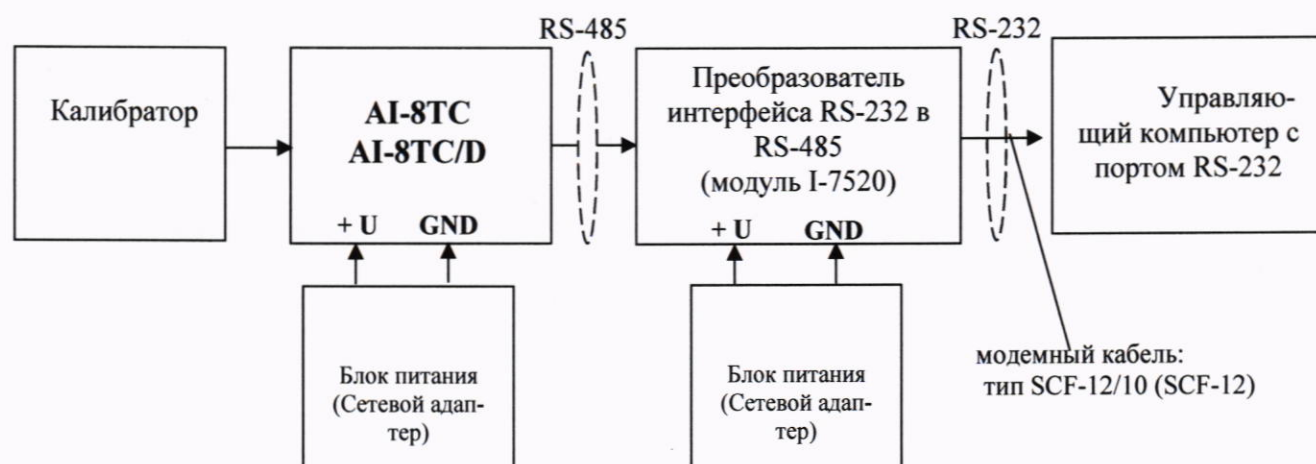 RS-485
RS-232
Калибратор
AI-8TC
AI-8TC/D
+ U GND
Преобразователь
интерфейса RS-232 в
RS-485
(модуль I-7520)
+ U GND
Управляю-
щий компьютер с
портом RS-232
Блок питания
(Сетевой адап-
тер)
Блок питания
(Сетевой адап-
тер)
модемный кабель:
тип SCF-12/10 (SCF-12)